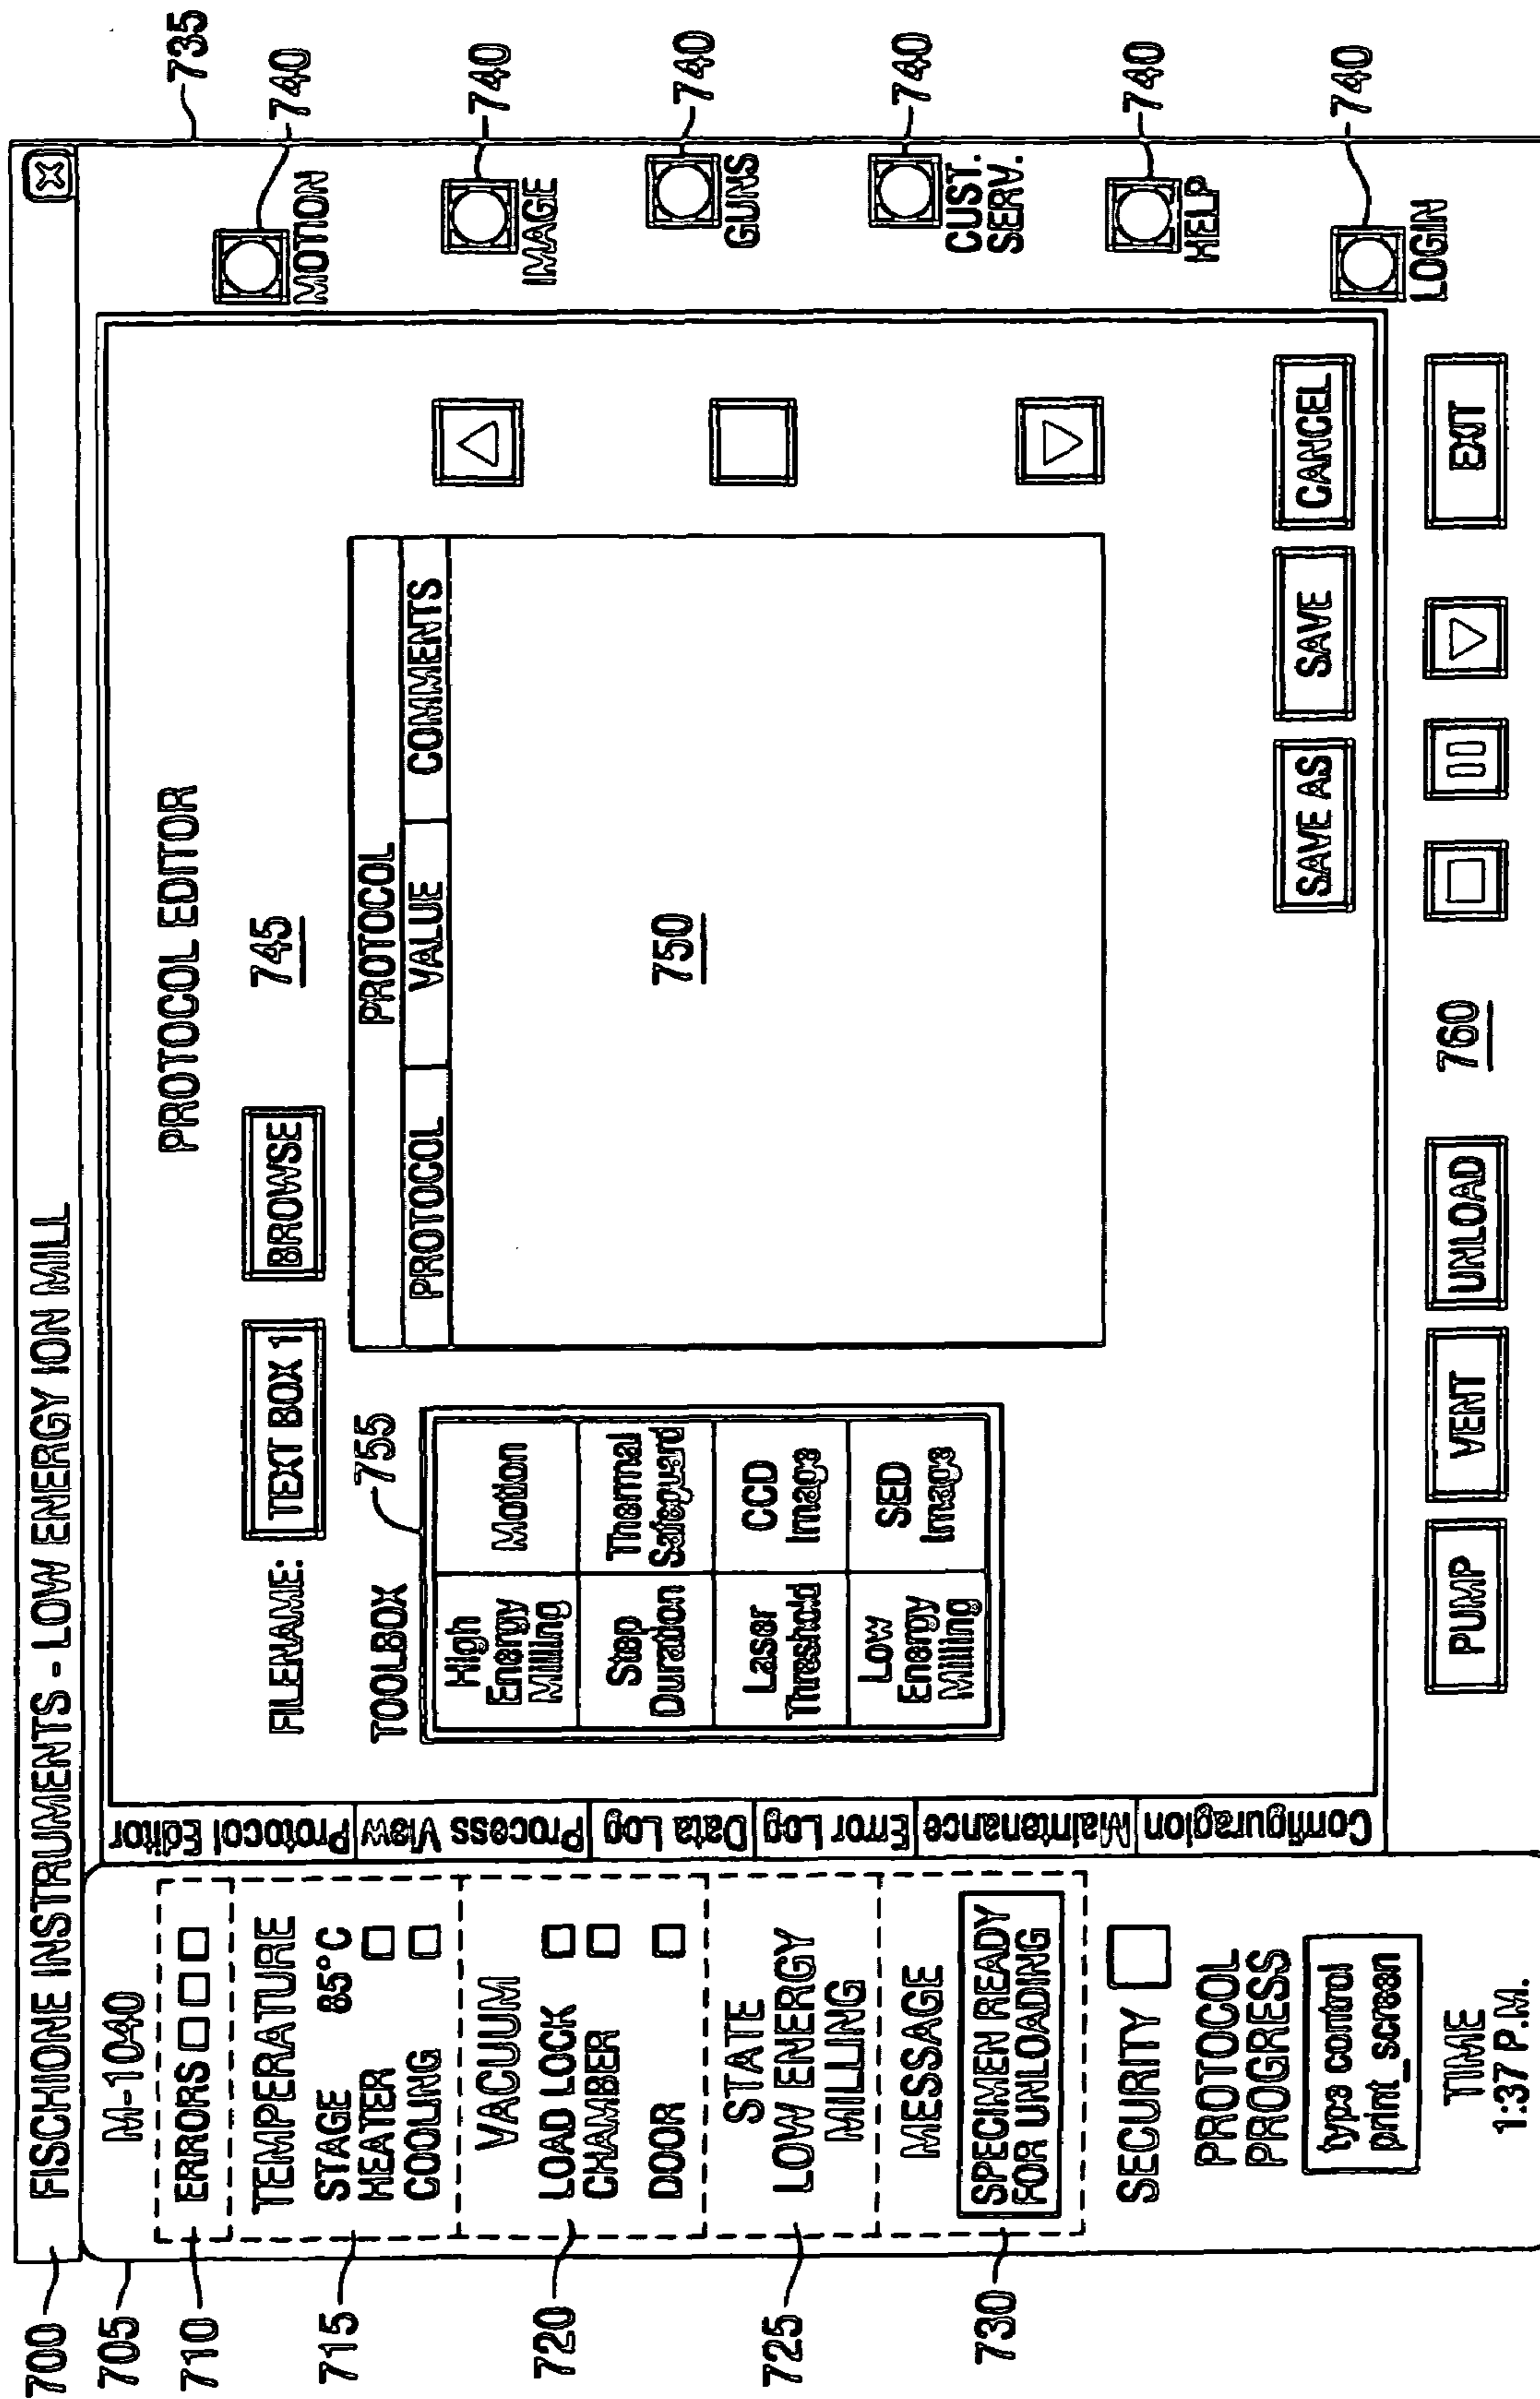 700
FISCHIONE INSTRUMENTS - LOW ENERGY ION MILL
705
M-1040
710
ERRORS
715
TEMPERATURE
STAGE 85°C
HEATER
COOLING
720
VACUUM
LOAD LOCK
CHAMBER
DOOR
725
STATE
LOW ENERGY
MILLING
730
MESSAGE
SPECIMEN READY
FOR UNLOADING
SECURITY
PROTOCOL
PROGRESS
type control
print_screen
TIME
1:37 P.M.
Protocol Editor
Process View
Data Log
Error Log
Maintenance
Configuragion
PROTOCOL EDITOR
FILENAME:
TEXT BOX 1
BROWSE
745
TOOLBOX
755
High
Energy
Milling
Motion
Step
Duration
Thermal
Safeguard
Laser
Threshold
CCD
Image
Low
Energy
Milling
SED
Image
PROTOCOL
PROTOCOL
VALUE
COMMENTS
750
SAVE AS
SAVE
CANCEL
PUMP
VENT
UNLOAD
760
EXIT
735
740
MOTION
740
IMAGE
740
GUNS
740
CUST.
SERV.
740
HELP
740
LOGIN